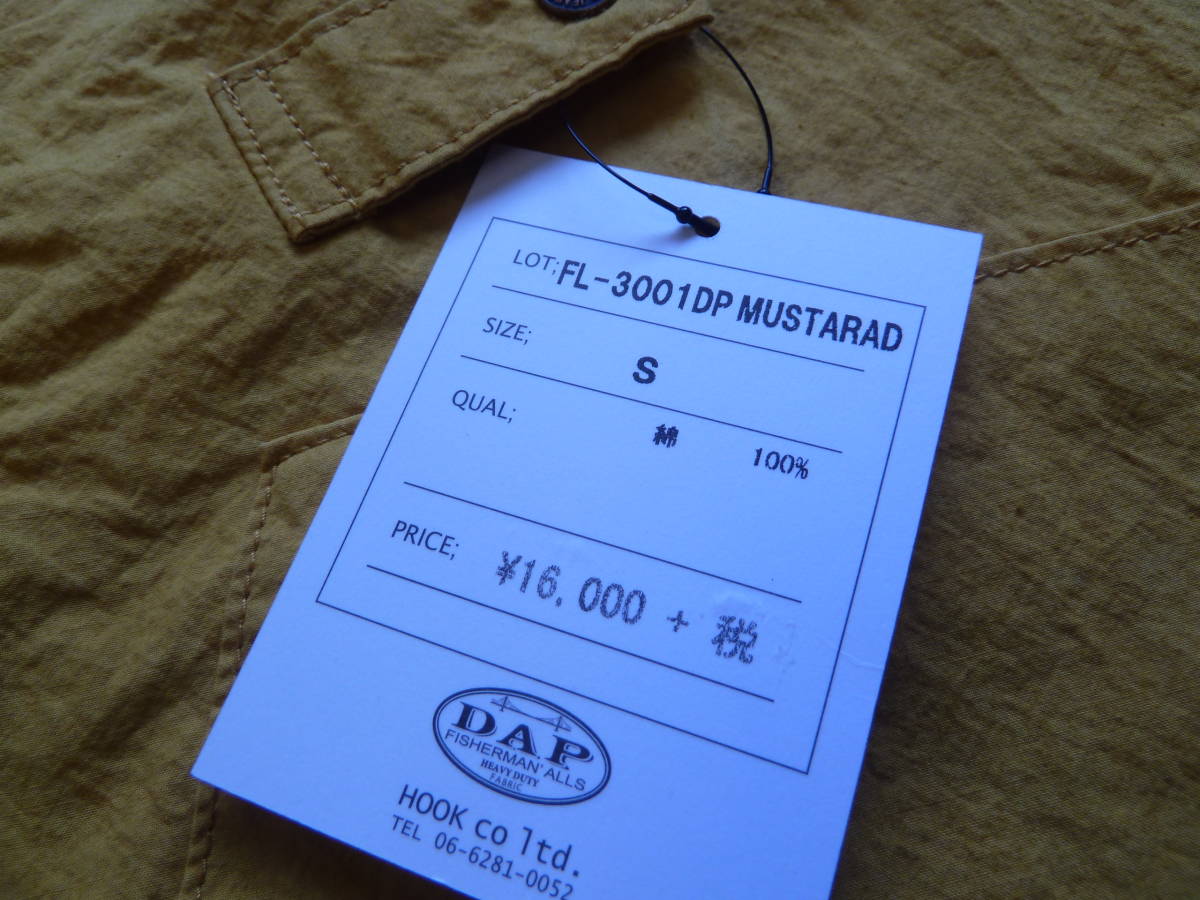 LOT; FL-3001DP MUSTARAD
SIZE; S
QUAL; 綿 100%
PRICE; ¥16,000 + 税
D.A.P
FISHERMAN' ALLS
HEAVY DUTY
FABRIC
HOOK co ltd.
TEL 06-6281-0052